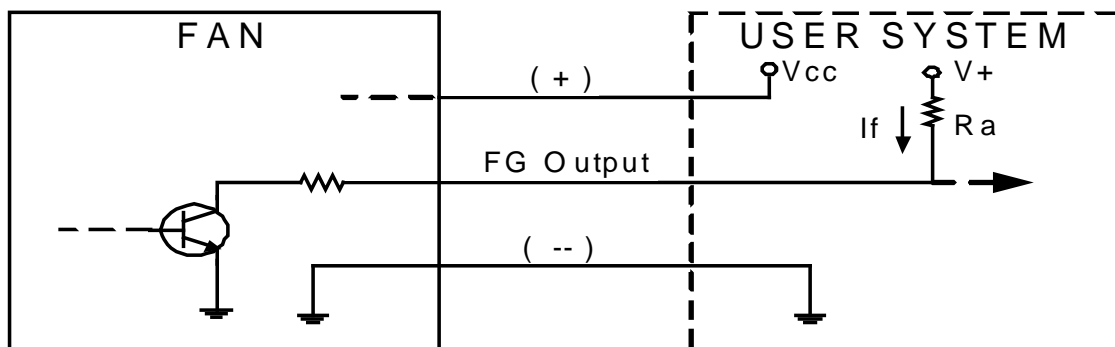 FAN
USER SYSTEM
Vcc
V+
( + )
If
Ra
FG Output
( -- )